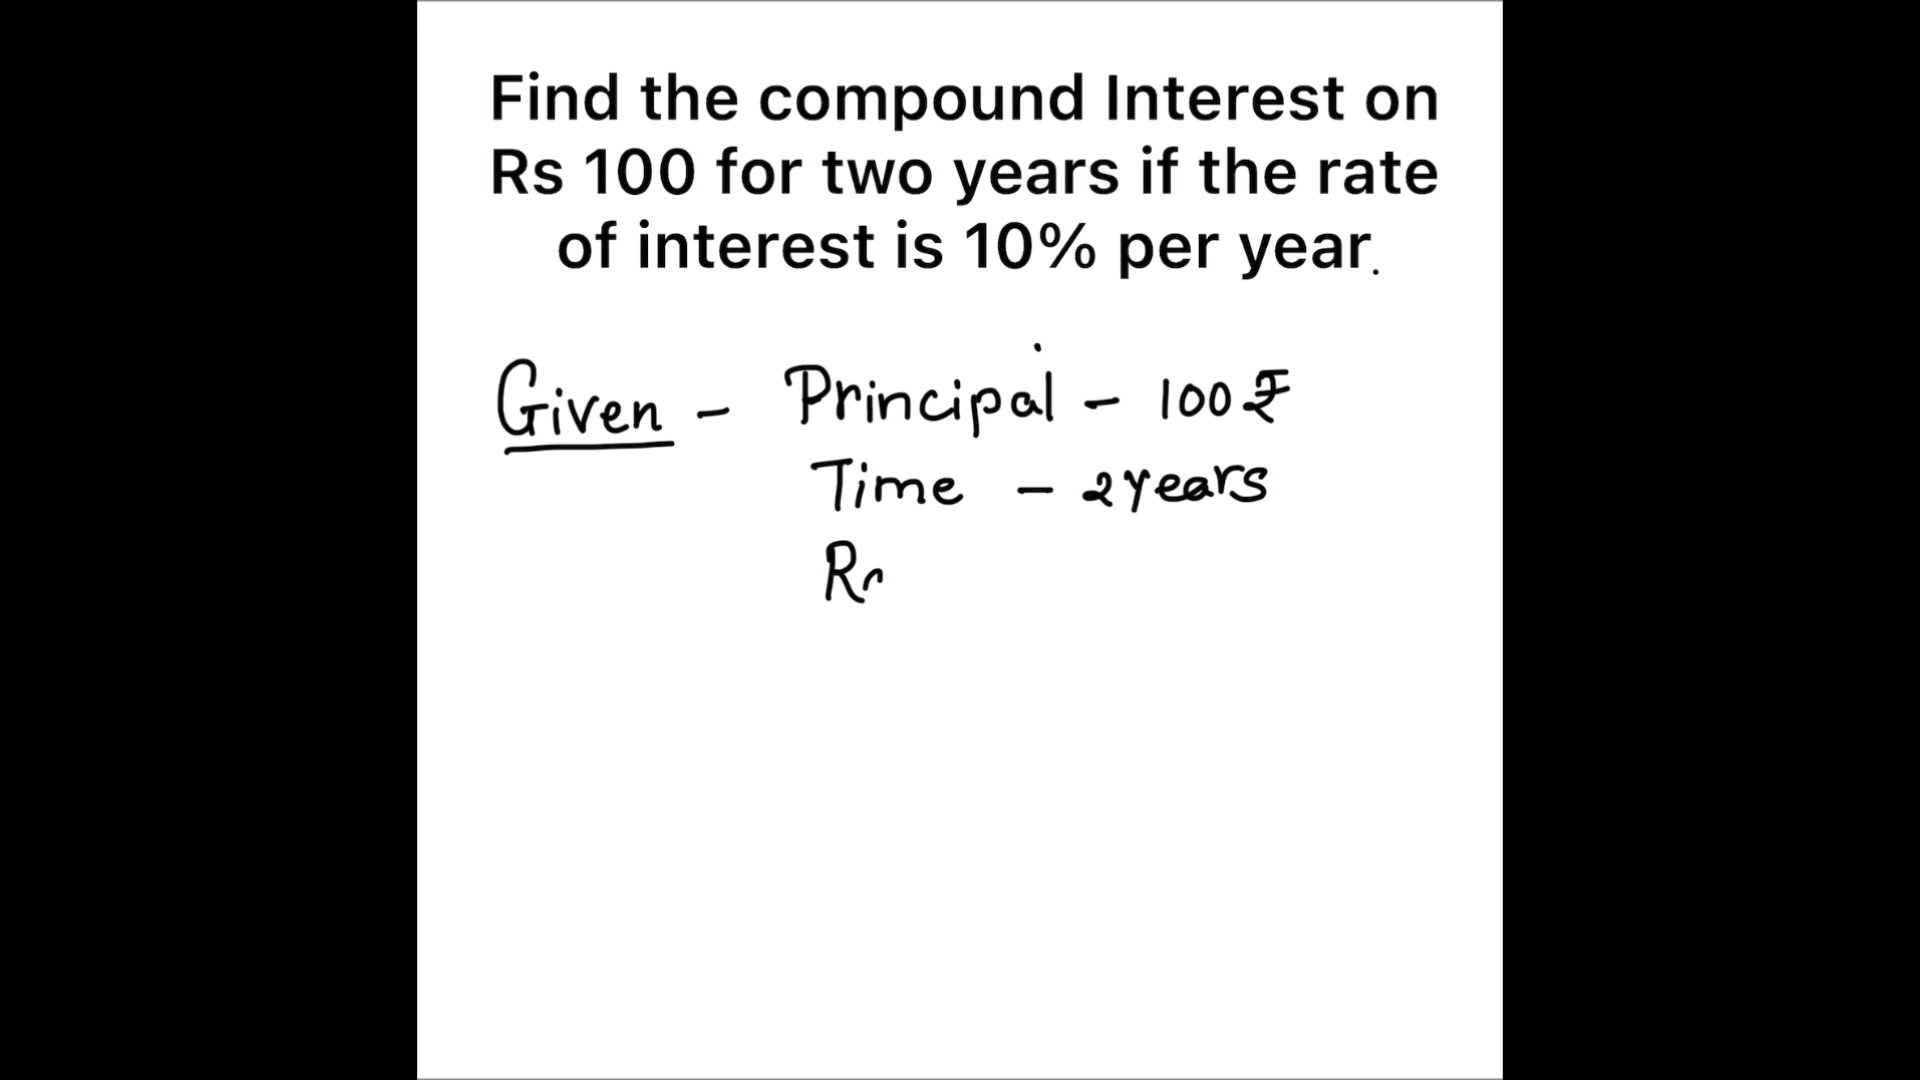 Find the compound Interest on
Rs 100 for two years if the rate
of interest is 10% per year.
Given - Principal - 100 ₹
Time - 2 years
Ra